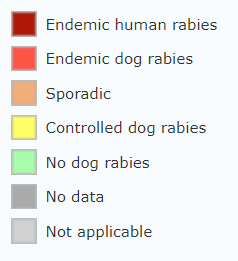 Endemic human rabies
Endemic dog rabies
Sporadic
Controlled dog rabies
No dog rabies
No data
Not applicable